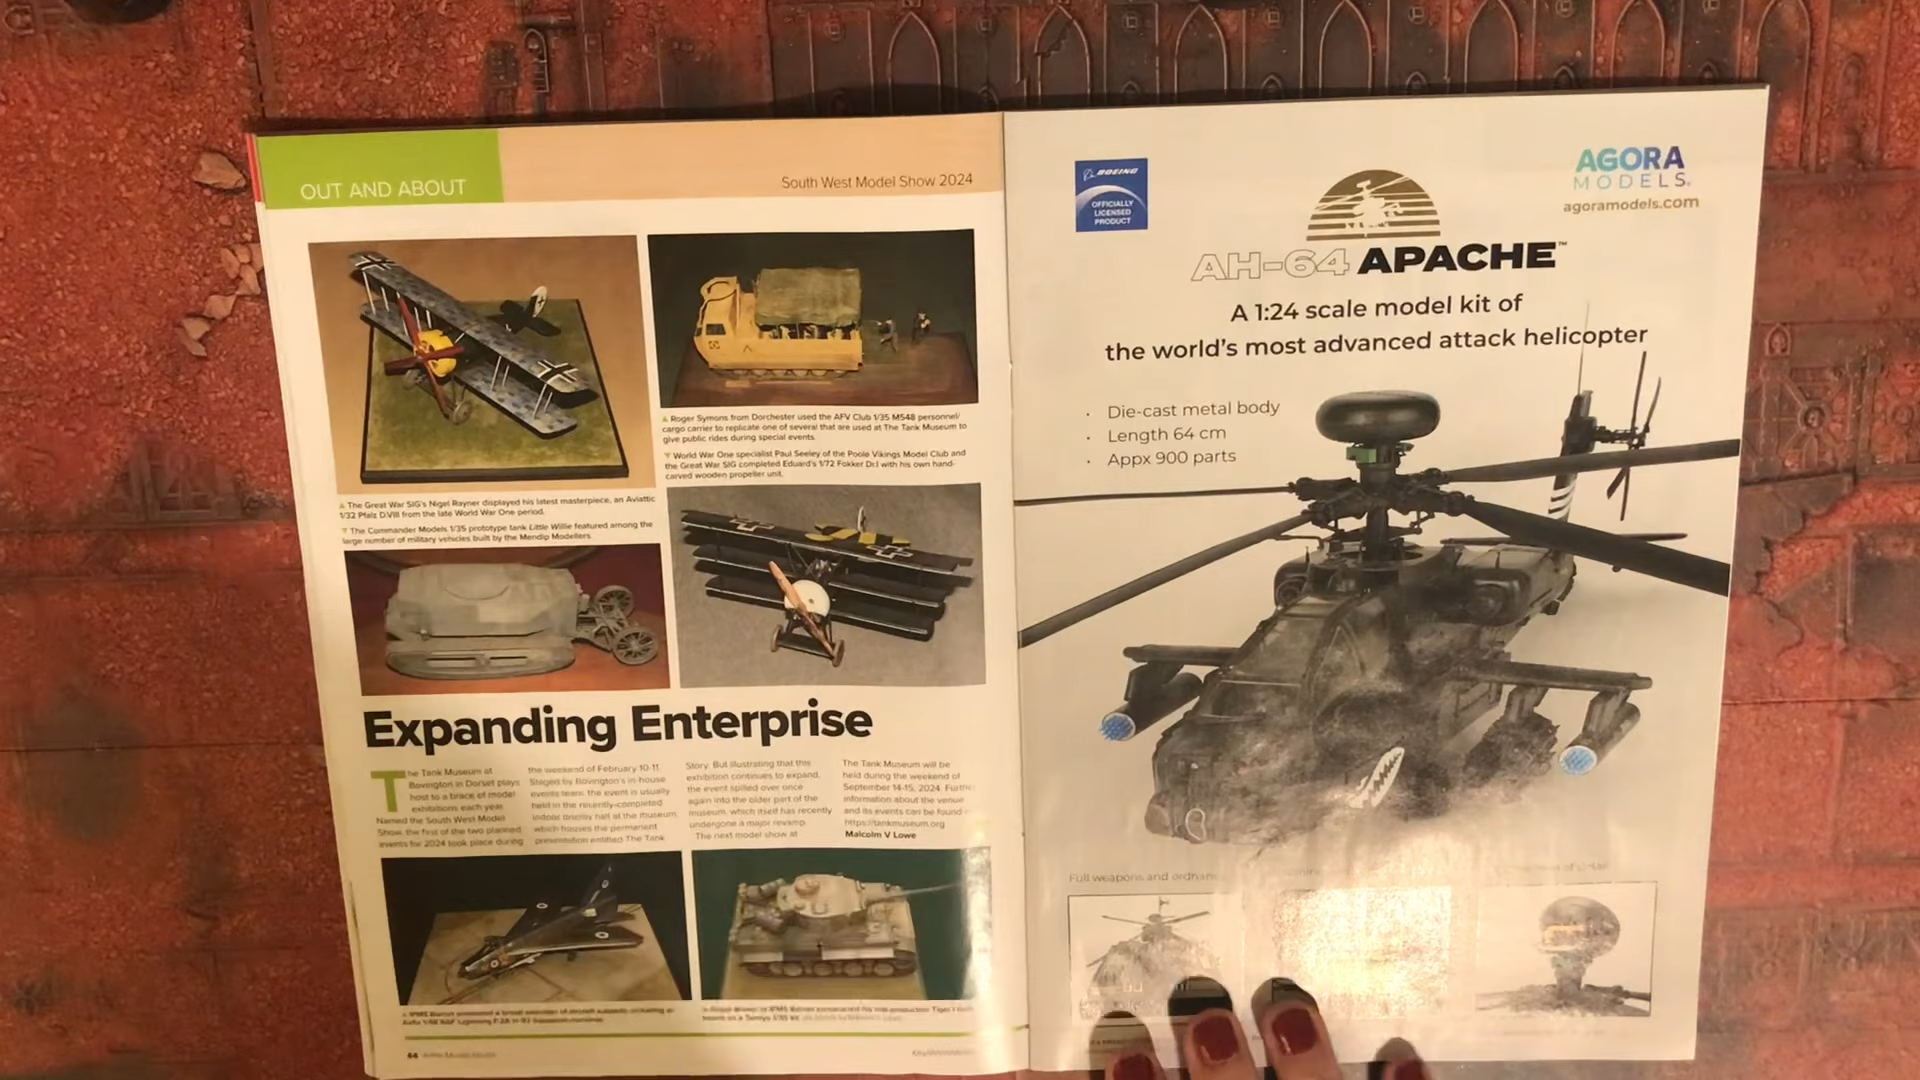 OUT AND ABOUT
South West Model Show 2024
▲ The Great War SIG's Nigel Rayner displayed his latest masterpiece, an Aviattic
1/32 Pfalz D.VIII from the late World War One period.
▼ The Commander Models 1/35 prototype tank Little Willie featured among the
large number of military vehicles built by the Mendip Modellers.
▲ Roger Symons from Dorchester used the AFV Club 1/35 M548 personnel/
cargo carrier to replicate one of several that are used at The Tank Museum to
give public rides during special events.
▼ World War One specialist Paul Seeley of the Poole Vikings Model Club and
the Great War SIG completed Eduard's 1/72 Fokker Dr.I with his own hand-
carved wooden propeller unit.
Expanding Enterprise
The Tank Museum at
Bovington in Dorset plays
host to a brace of model
exhibitions each year.
Named the South West Model
Show, the first of the two planned
events for 2024 took place during
the weekend of February 10-11.
Staged by Bovington's in-house
events team, the event is usually
held in the recently-completed
indoor display hall at the museum,
which houses the permanent
presentation entitled The Tank
Story. But illustrating that this
exhibition continues to expand,
the event spilled over once
again into the older part of the
museum, which itself has recently
undergone a major revamp.
The next model show at
The Tank Museum will be
held during the weekend of
September 14-15, 2024. Further
information about the venue
and its events can be found
https://tankmuseum.org
Malcolm V Lowe
66 Airfix Model World
BOEING
OFFICIALLY
LICENSED
PRODUCT
AGORA
MODELS
agoramodels.com
AH-64 APACHE™
A 1:24 scale model kit of
the world's most advanced attack helicopter
· Die-cast metal body
· Length 64 cm
· Appx 900 parts
Full weapons and